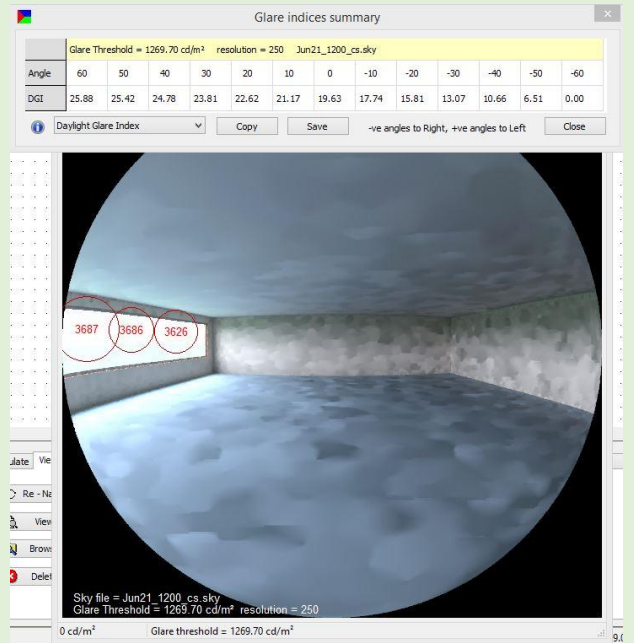 Glare indices summary
Glare Threshold = 1269.70 cd/m² resolution = 250 Jun21_1200_cs.sky
Angle 60 50 40 30 20 10 0 -10 -20 -30 -40 -50 -60
DGI 25.88 25.42 24.78 23.81 22.62 21.17 19.63 17.74 15.81 13.07 10.66 6.51 0.00
Daylight Glare Index Copy Save -ve angles to Right, +ve angles to Left Close
3687 3686 3626
ulate Vie
Re - Na
View
Brows
Delet
Sky file = Jun21_1200_cs.sky
Glare Threshold = 1269.70 cd/m² resolution = 250
0 cd/m² Glare threshold = 1269.70 cd/m²